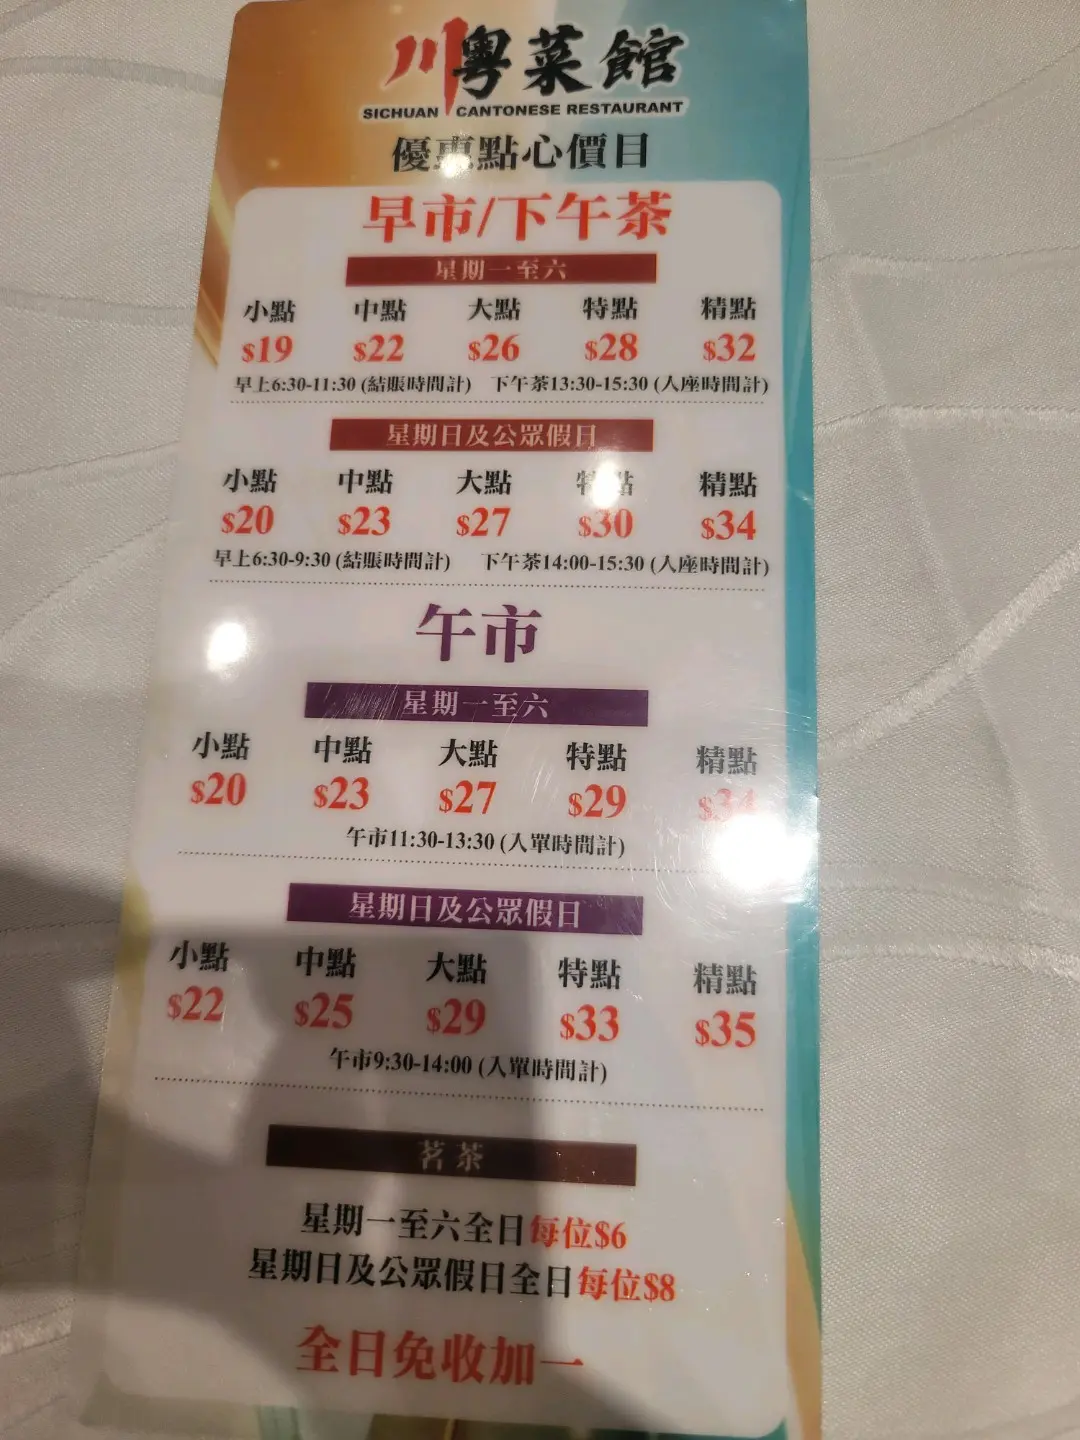 川粵菜館
SICHUAN CANTONESE RESTAURANT
優惠點心價目
早市/下午茶
星期一至六
小點 中點 大點 特點 精點
$19 $22 $26 $28 $32
早上6:30-11:30 (結賬時間計) 下午茶13:30-15:30 (入座時間計)
星期日及公眾假日
小點 中點 大點 特點 精點
$20 $23 $27 $30 $34
早上6:30-9:30 (結賬時間計) 下午茶14:00-15:30 (入座時間計)
午市
星期一至六
小點 中點 大點 特點 精點
$20 $23 $27 $29 $34
午市11:30-13:30 (入單時間計)
星期日及公眾假日
小點 中點 大點 特點 精點
$22 $25 $29 $33 $35
午市9:30-14:00 (入單時間計)
茗茶
星期一至六全日每位$6
星期日及公眾假日全日每位$8
全日免收加一